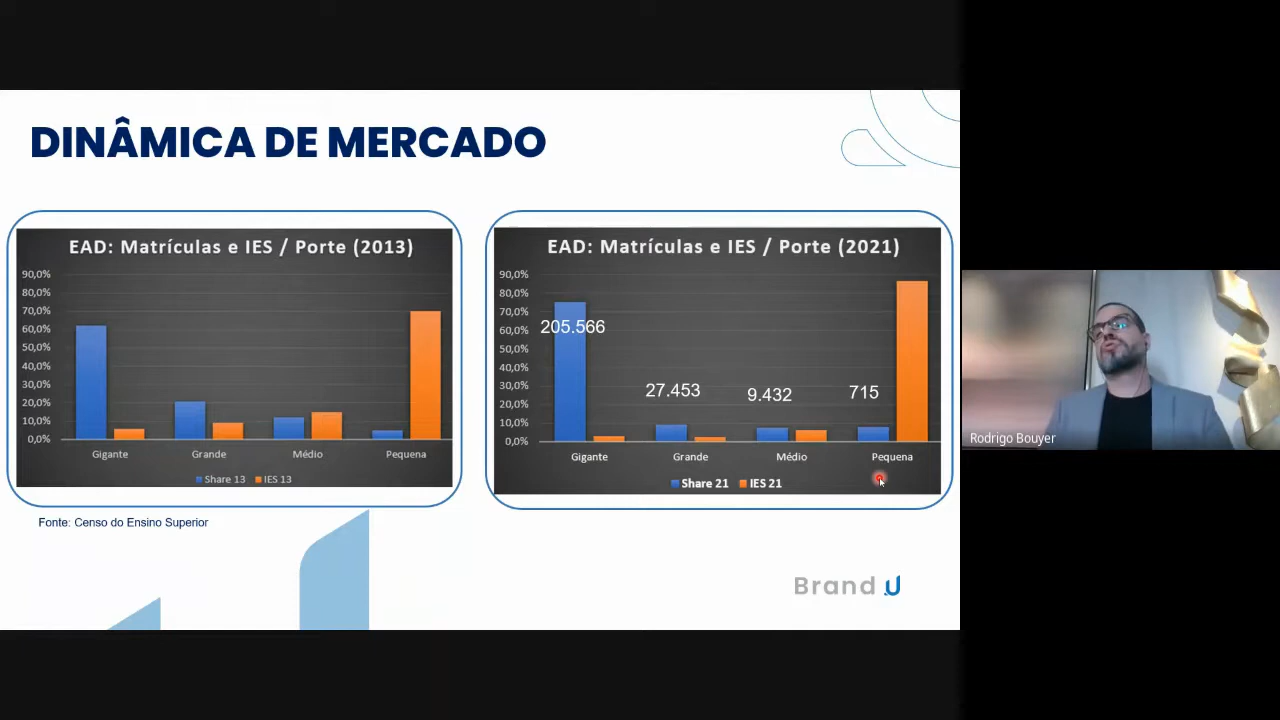 DINÂMICA DE MERCADO
EAD: Matrículas e IES / Porte (2013)
90,0%
80,0%
70,0%
60,0%
50,0%
40,0%
30,0%
20,0%
10,0%
0,0%
Gigante
Grande
Médio
Pequena
Share 13
IES 13
EAD: Matrículas e IES / Porte (2021)
90,0%
80,0%
70,0%
60,0%
50,0%
40,0%
30,0%
20,0%
10,0%
0,0%
205.566
27.453
9.432
715
Gigante
Grande
Médio
Pequena
Share 21
IES 21
Fonte: Censo do Ensino Superior
Brand U
Rodrigo Bouyer